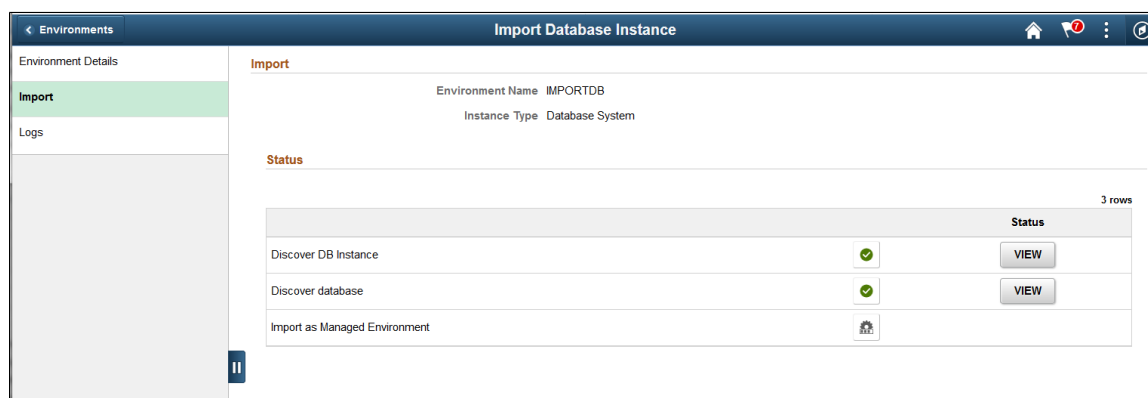 Environments
Import Database Instance
7
Environment Details
Import
Logs
Import
Environment Name IMPORTDB
Instance Type Database System
Status
3 rows
Status
Discover DB Instance VIEW
Discover database VIEW
Import as Managed Environment